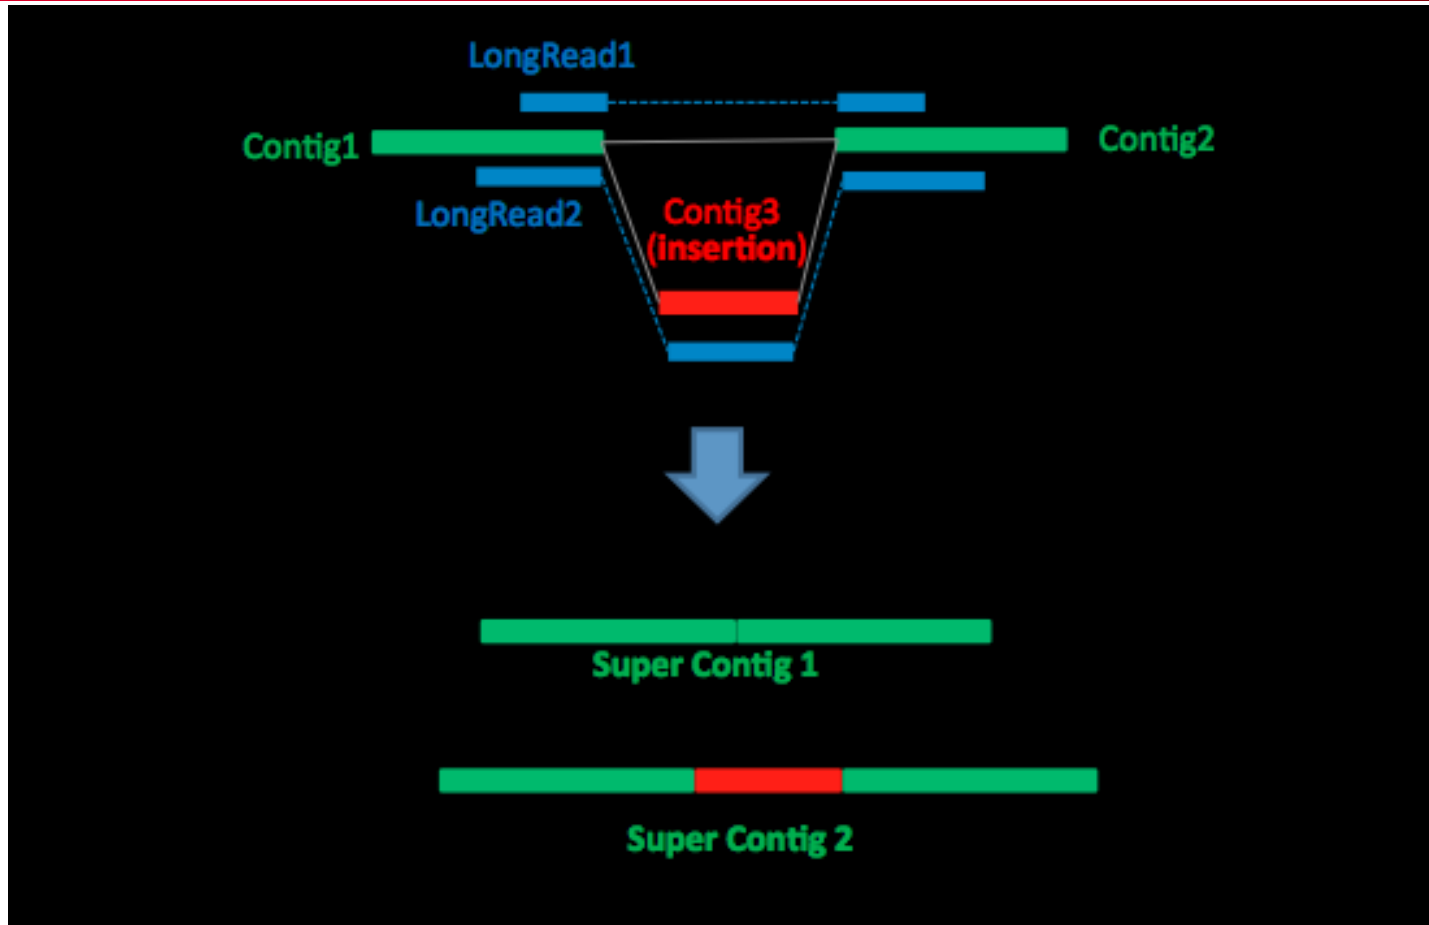 LongRead1
Contig1
Contig2
LongRead2
Contig3
(insertion)
Super Contig 1
Super Contig 2